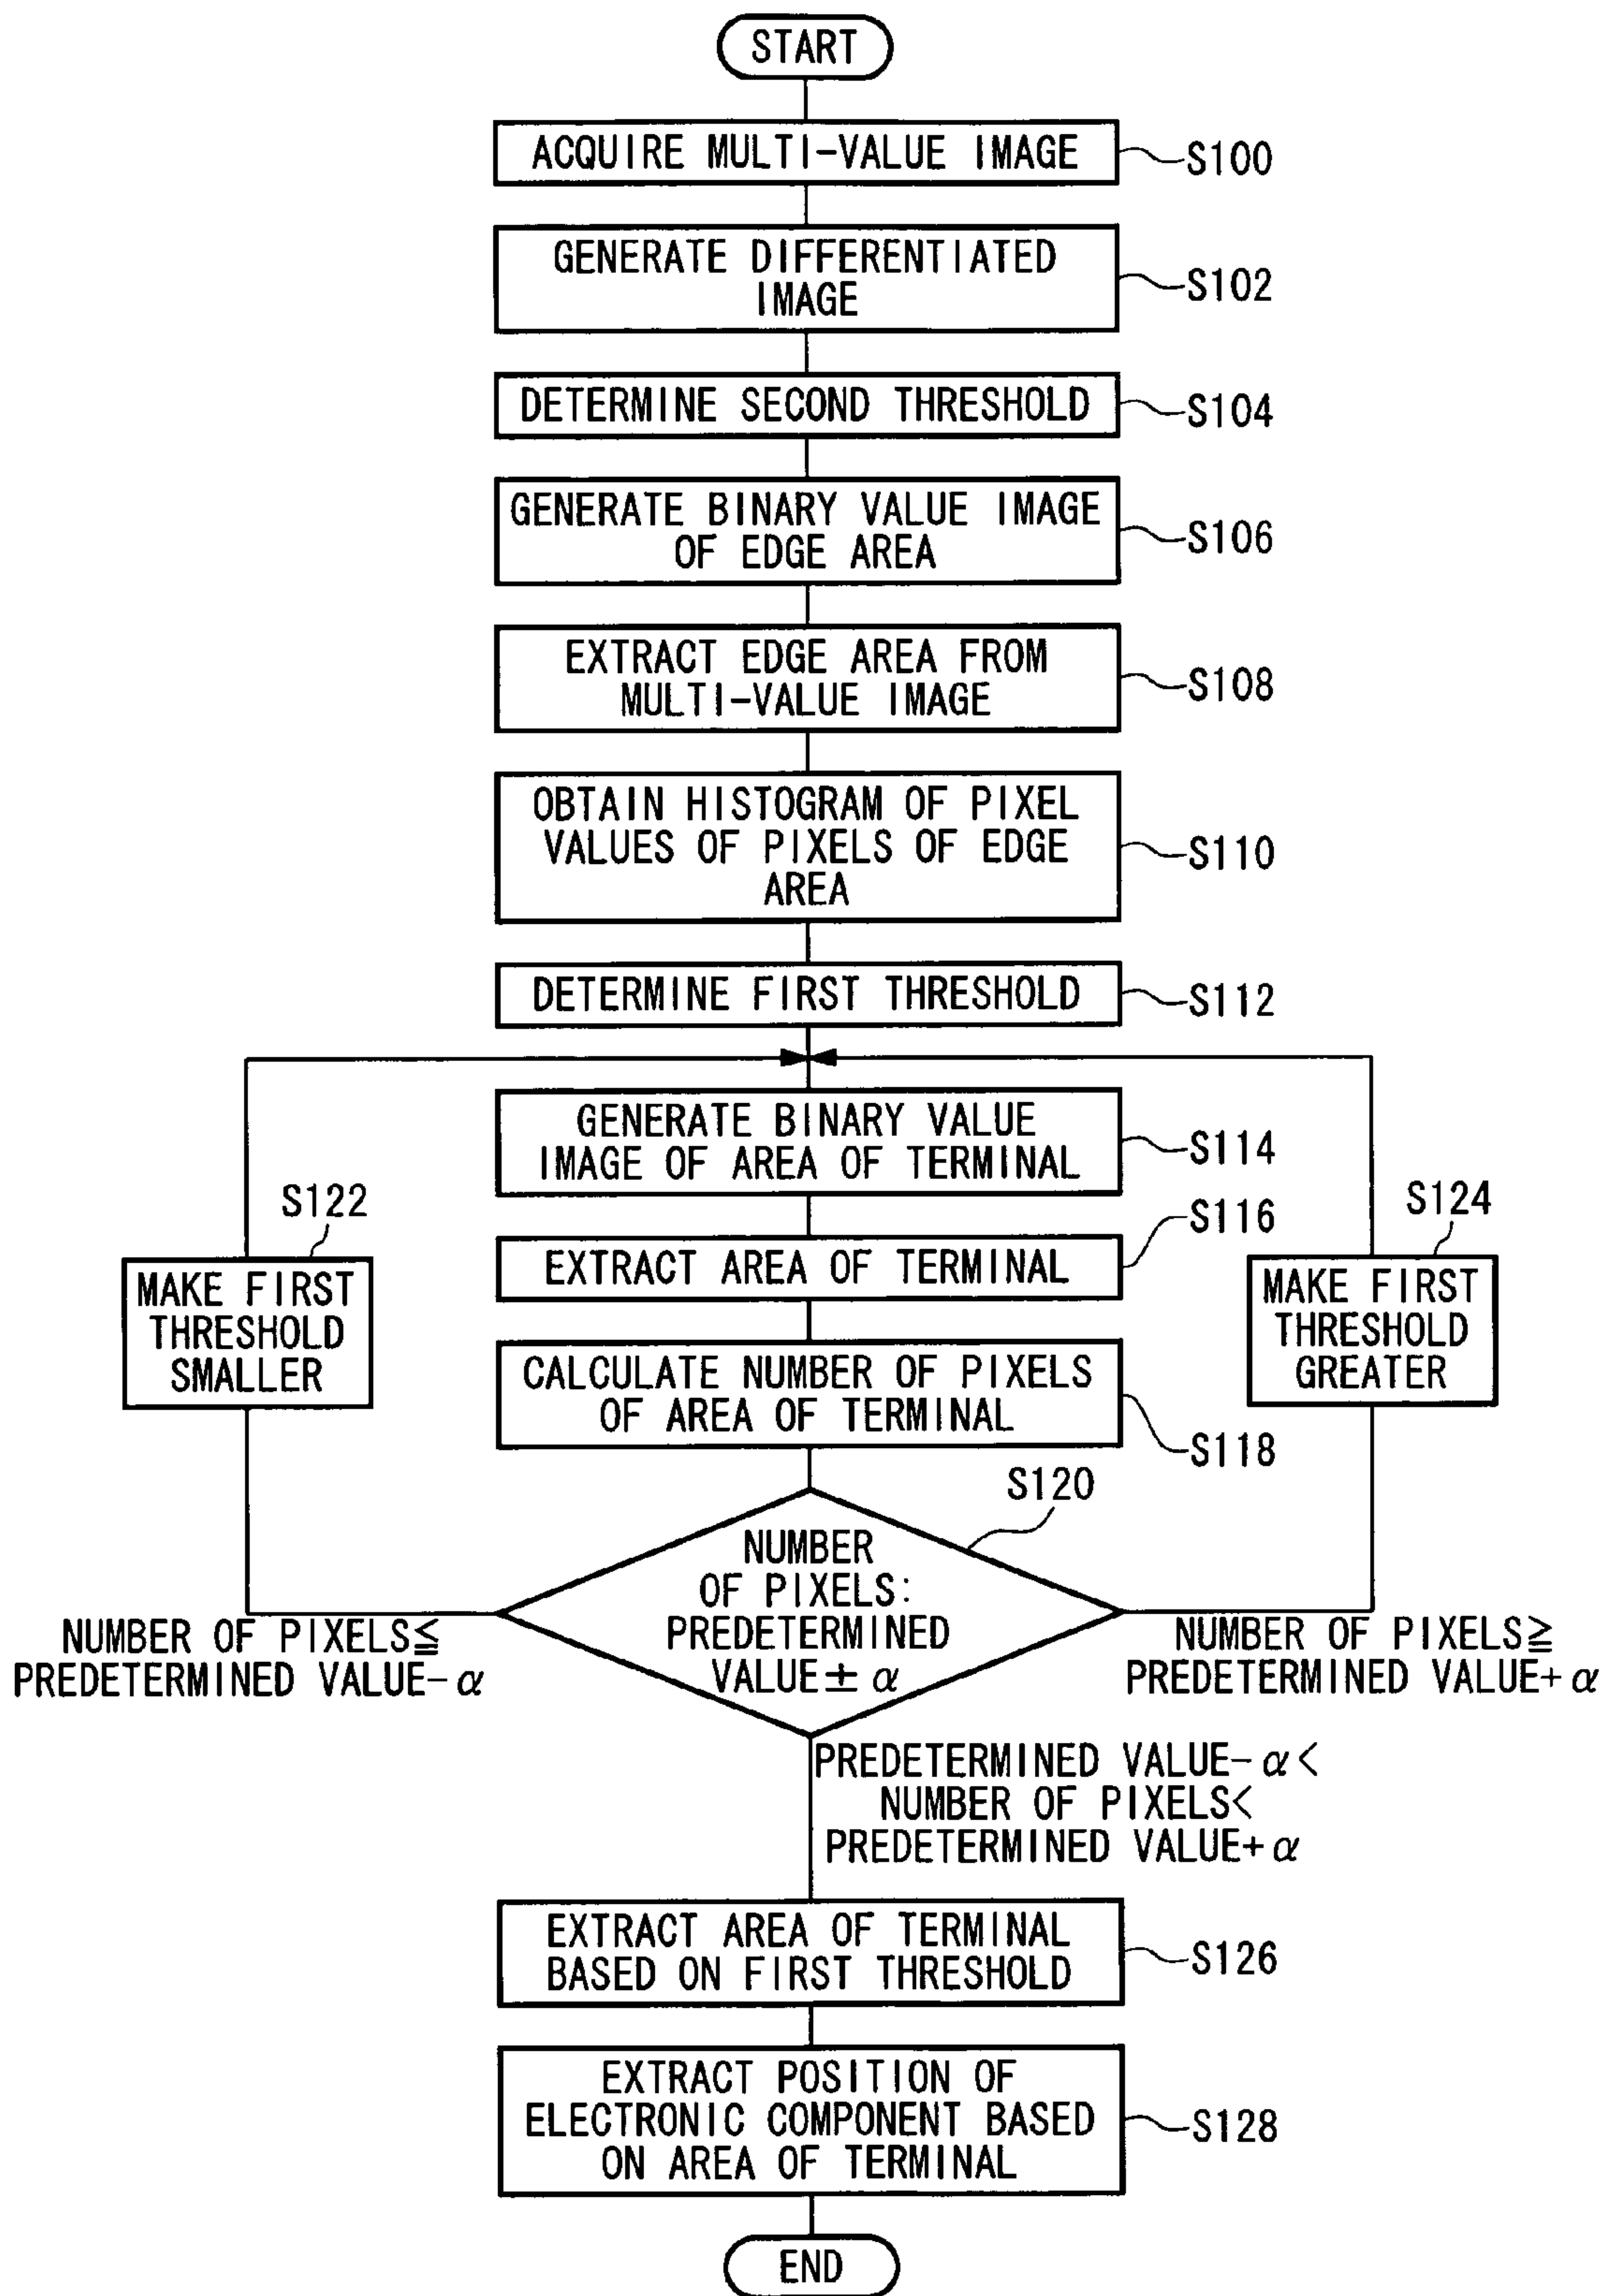 START
ACQUIRE MULTI-VALUE IMAGE
S100
GENERATE DIFFERENTIATED
IMAGE
S102
DETERMINE SECOND THRESHOLD
S104
GENERATE BINARY VALUE IMAGE
OF EDGE AREA
S106
EXTRACT EDGE AREA FROM
MULTI-VALUE IMAGE
S108
OBTAIN HISTOGRAM OF PIXEL
VALUES OF PIXELS OF EDGE
AREA
S110
DETERMINE FIRST THRESHOLD
S112
GENERATE BINARY VALUE
IMAGE OF AREA OF TERMINAL
S114
S122
MAKE FIRST
THRESHOLD
SMALLER
EXTRACT AREA OF TERMINAL
S116
S124
MAKE FIRST
THRESHOLD
GREATER
CALCULATE NUMBER OF PIXELS
OF AREA OF TERMINAL
S118
S120
NUMBER
OF PIXELS:
PREDETERMINED
VALUE± α
NUMBER OF PIXELS≦
PREDETERMINED VALUE-α
NUMBER OF PIXELS≧
PREDETERMINED VALUE+α
PREDETERMINED VALUE-α<
NUMBER OF PIXELS<
PREDETERMINED VALUE+α
EXTRACT AREA OF TERMINAL
BASED ON FIRST THRESHOLD
S126
EXTRACT POSITION OF
ELECTRONIC COMPONENT BASED
ON AREA OF TERMINAL
S128
END